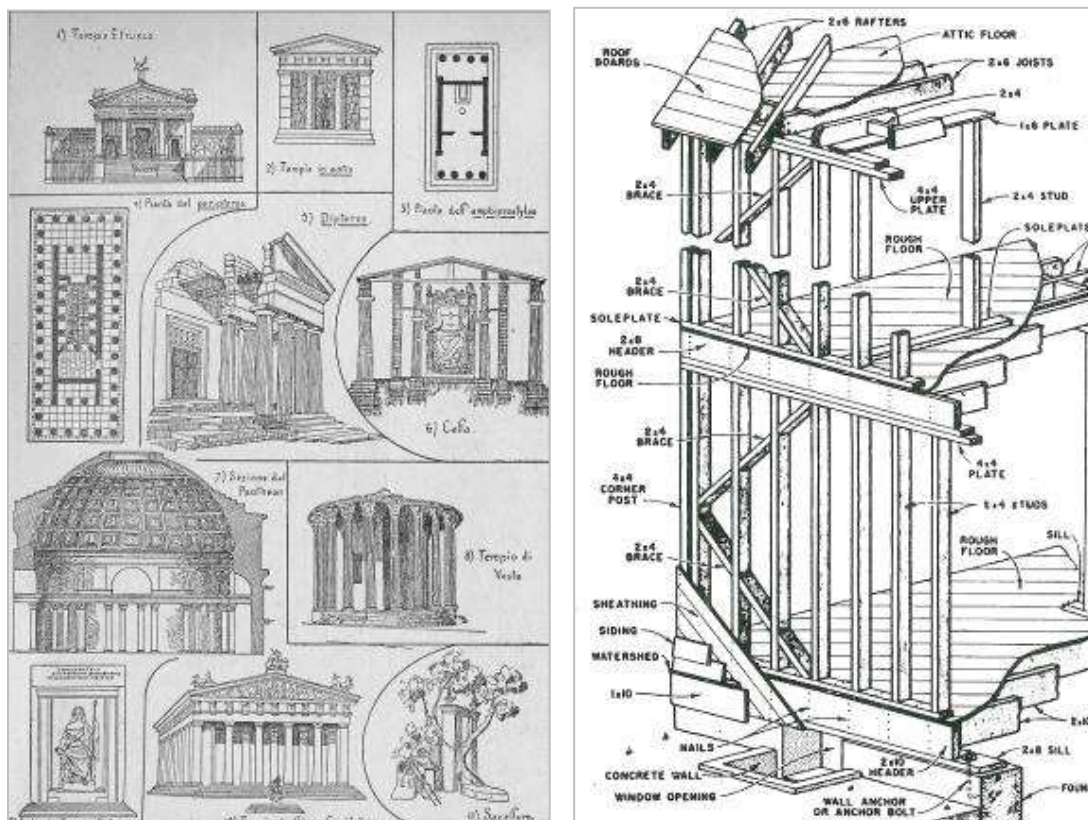 1) Tempio Etrusco
2) Tempio in antis
3) Pianta dell'amphiprostylos
4) Pianta del peripteros
5) Dipteros
6) Cella
7) Sezione del
Pantheon
8) Tempio di
Vesta
2x6 RAFTERS
ROOF
BOARDS
ATTIC FLOOR
2x6 JOISTS
2x4
1x6 PLATE
2x4
BRACE
4x4
UPPER
PLATE
2x4 STUD
SOLEPLATE
ROUGH
FLOOR
2x4
BRACE
SOLEPLATE
2x8
HEADER
ROUGH
FLOOR
2x4
BRACE
4x4
PLATE
4x4
CORNER
POST
2x4 STUDS
2x4
BRACE
ROUGH
FLOOR
SILL
SHEATHING
SIDING
WATERSHED
1x10
NAILS
2x10
HEADER
2x8 SILL
CONCRETE WALL
WINDOW OPENING
WALL ANCHOR
OR ANCHOR BOLT